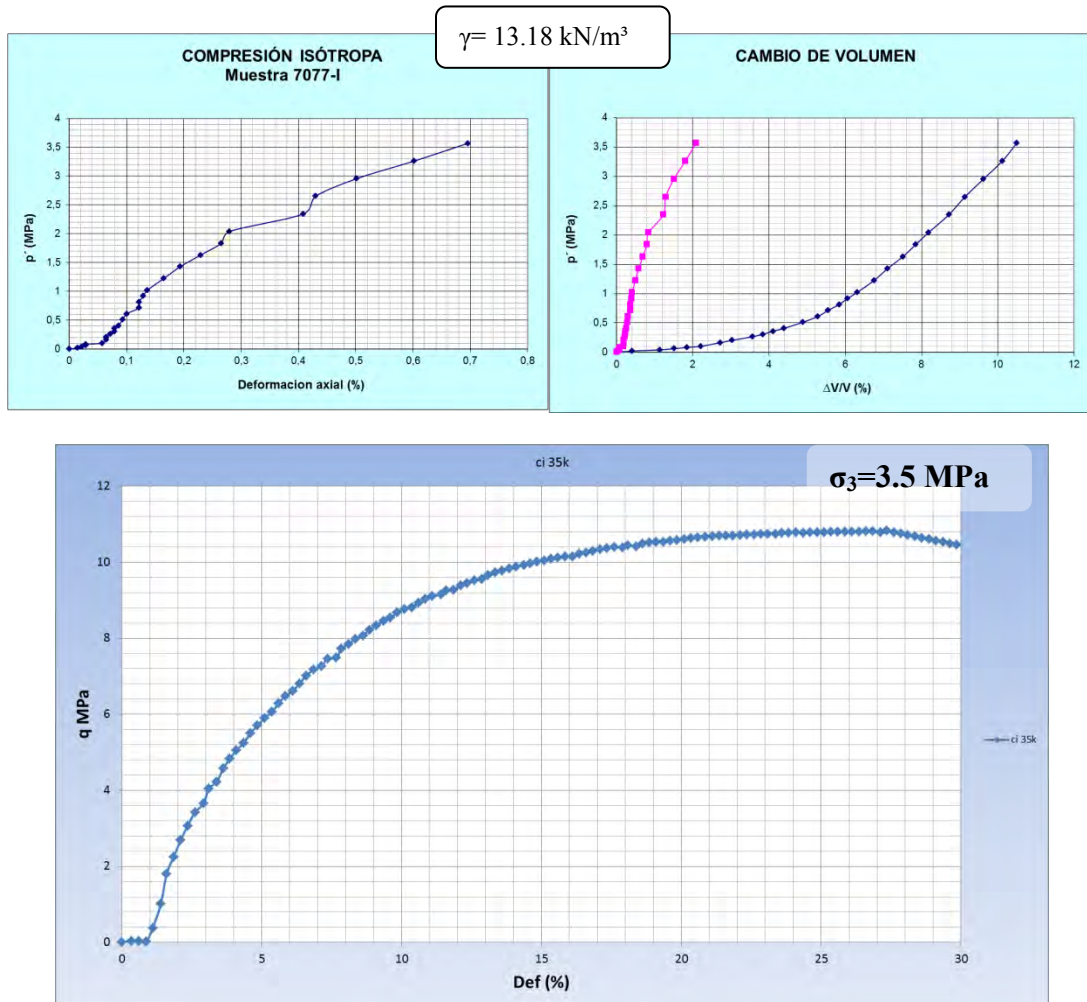 γ= 13.18 kN/m³
COMPRESIÓN ISÓTROPA
Muestra 7077-I
p´ (MPa)
4
3,5
3
2,5
2
1,5
1
0,5
0
0 0,1 0,2 0,3 0,4 0,5 0,6 0,7 0,8
Deformacion axial (%)
CAMBIO DE VOLUMEN
p´ (MPa)
4
3,5
3
2,5
2
1,5
1
0,5
0
0 2 4 6 8 10 12
∆V/V (%)
ci 35k
σ₃=3.5 MPa
q MPa
12
10
8
6
4
2
0
0 5 10 15 20 25 30
Def (%)
ci 35k